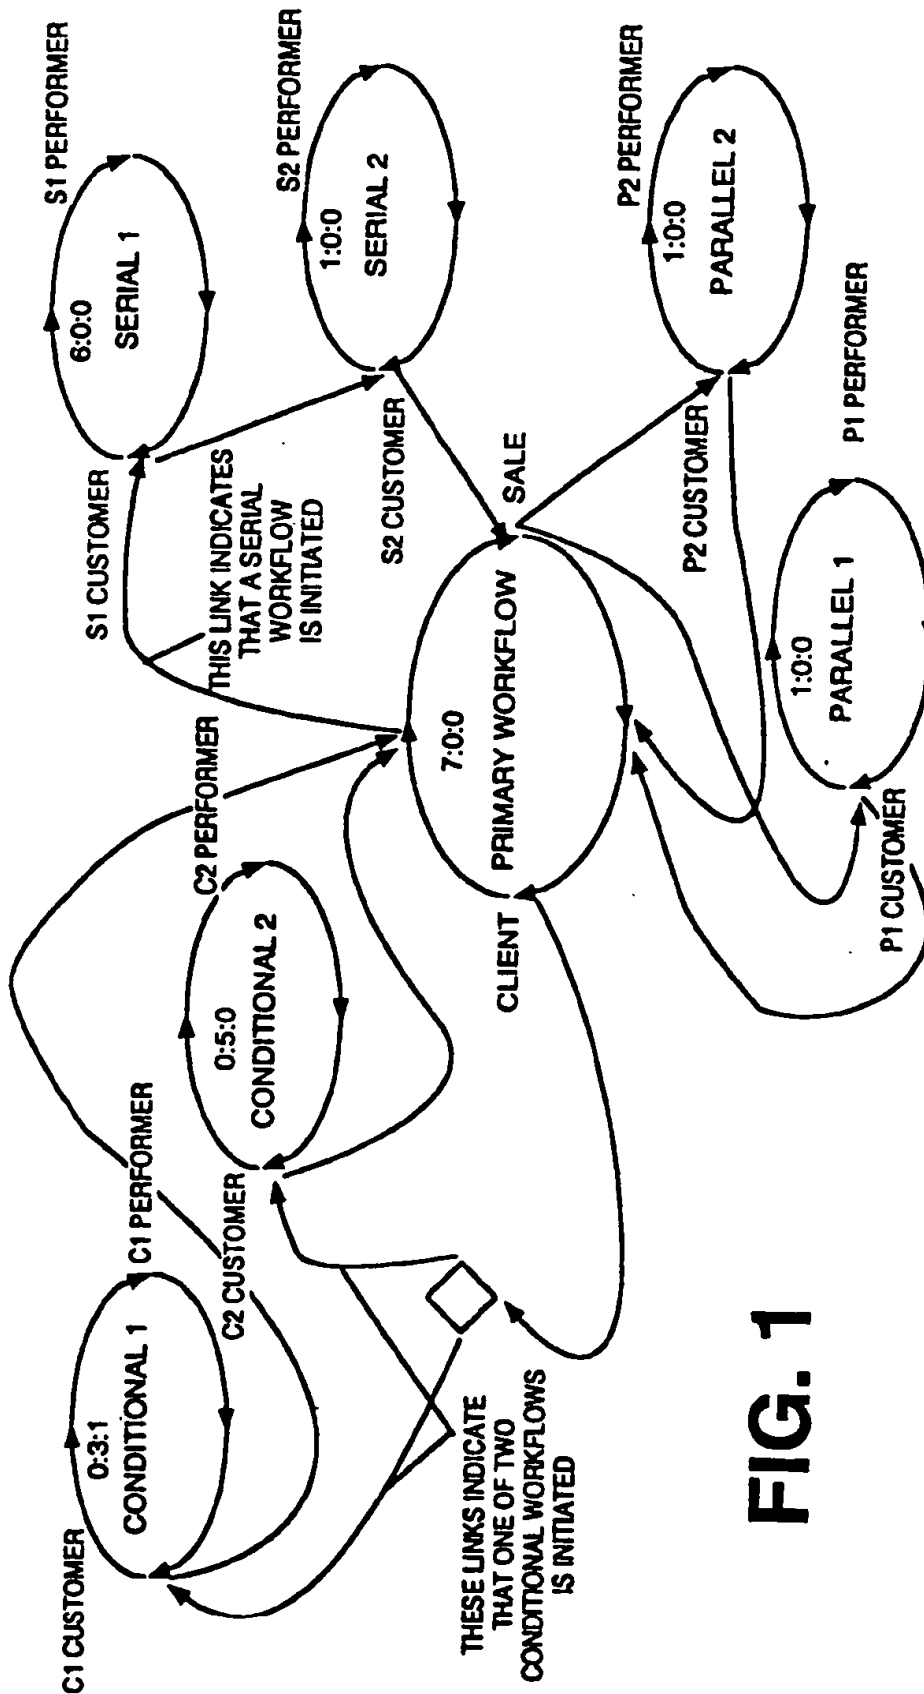 C1 CUSTOMER
0:3:1
CONDITIONAL 1
C1 PERFORMER
C2 CUSTOMER
0:5:0
CONDITIONAL 2
C2 PERFORMER
THESE LINKS INDICATE
THAT ONE OF TWO
CONDITIONAL WORKFLOWS
IS INITIATED
S1 CUSTOMER
6:0:0
SERIAL 1
S1 PERFORMER
THIS LINK INDICATES
THAT A SERIAL
WORKFLOW
IS INITIATED
S2 CUSTOMER
1:0:0
SERIAL 2
S2 PERFORMER
CLIENT
7:0:0
PRIMARY WORKFLOW
SALE
P2 CUSTOMER
1:0:0
PARALLEL 2
P2 PERFORMER
P1 CUSTOMER
1:0:0
PARALLEL 1
P1 PERFORMER
FIG. 1